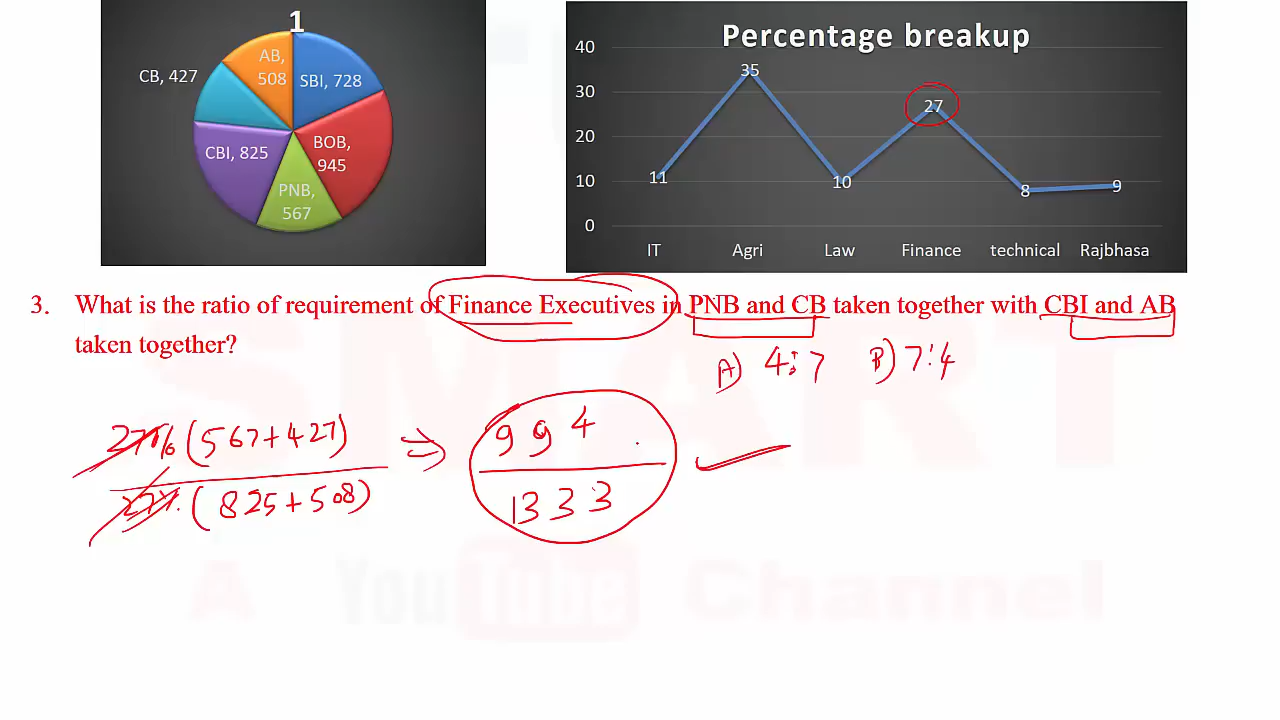 1
AB,
508
SBI, 728
CB, 427
BOB,
945
CBI, 825
PNB,
567
Percentage breakup
40
30
20
10
0
11
35
10
27
8
9
IT Agri Law Finance technical Rajbhasa
3. What is the ratio of requirement of Finance Executives in PNB and CB taken together with CBI and AB
taken together?
A) 4:7 B) 7:4
27% (567+427) ⇒ 994
27% (825+508) 1333
SMART
A YouTube Channel